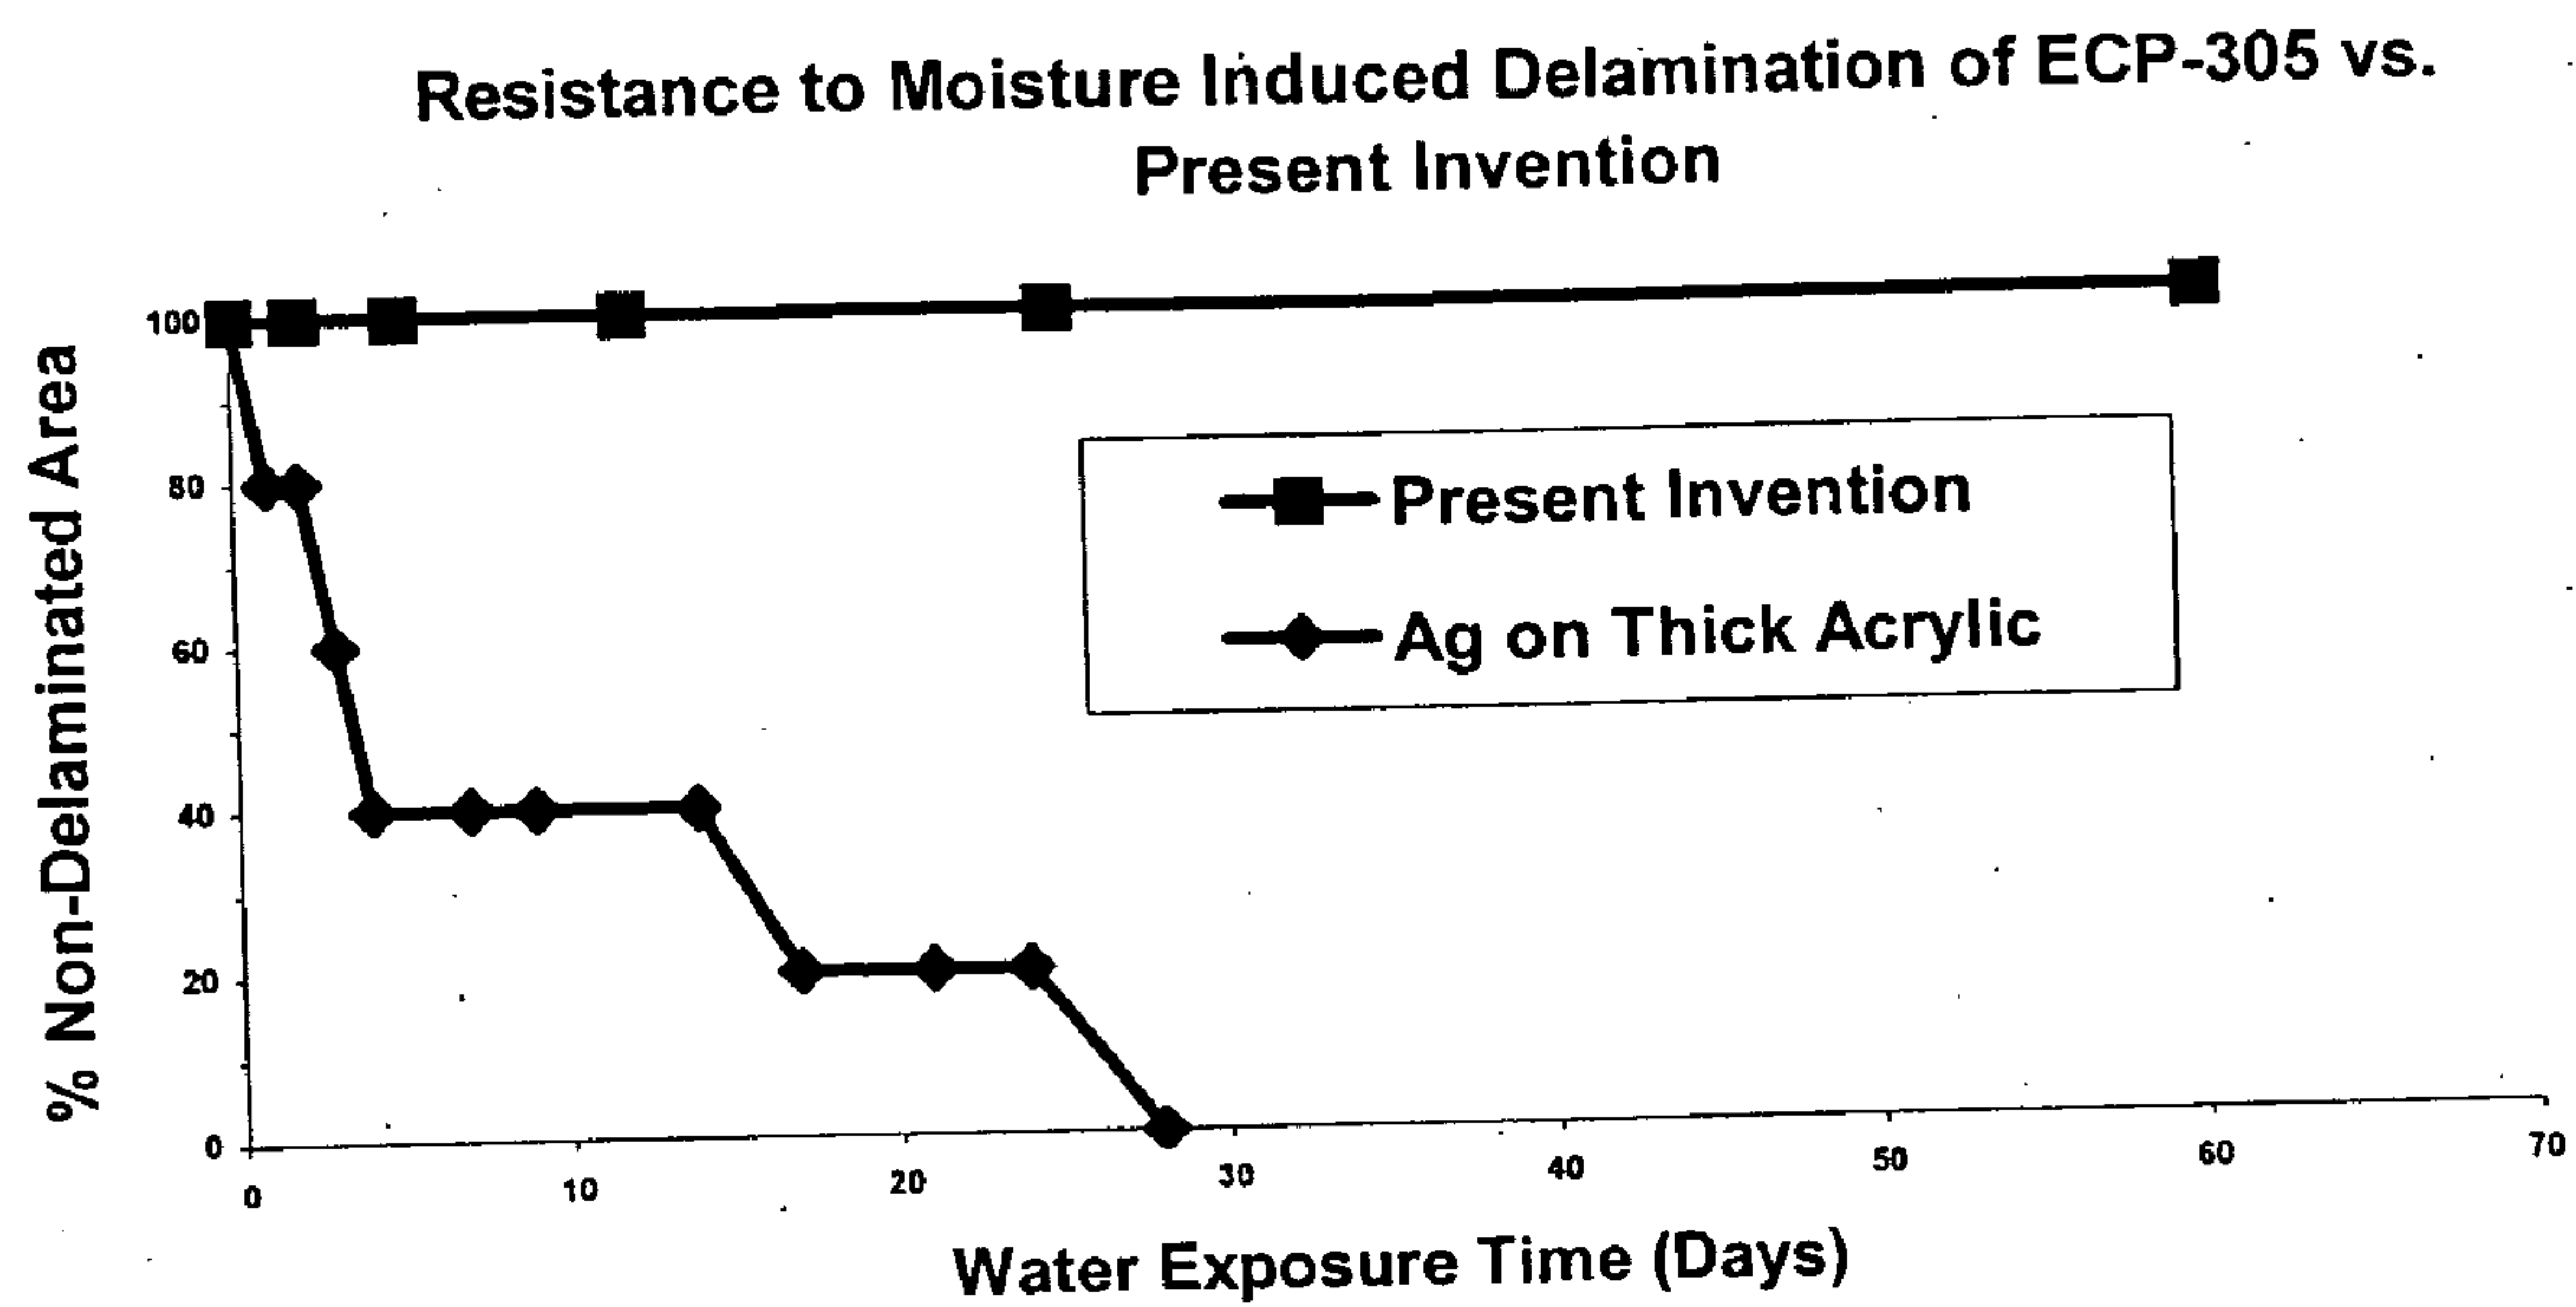 Resistance to Moisture Induced Delamination of ECP-305 vs.
Present Invention
% Non-Delaminated Area
100
80
60
40
20
0
Present Invention
Ag on Thick Acrylic
0 10 20 30 40 50 60 70
Water Exposure Time (Days)